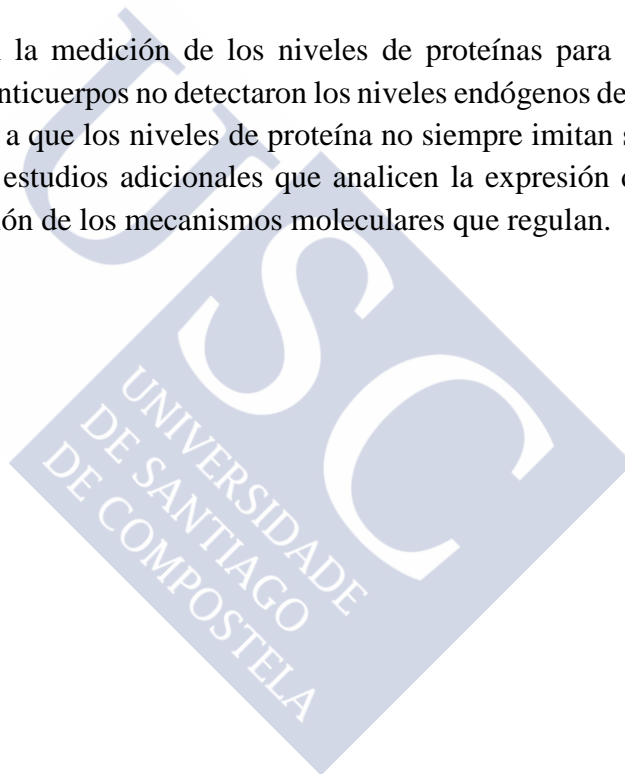 la medición de los niveles de proteínas para
nticuerpos no detectaron los niveles endógenos de
a que los niveles de proteína no siempre imitan s
estudios adicionales que analicen la expresión
ión de los mecanismos moleculares que regulan.
USC
UNIVERSIDADE
DE SANTIAGO
DE COMPOSTELA